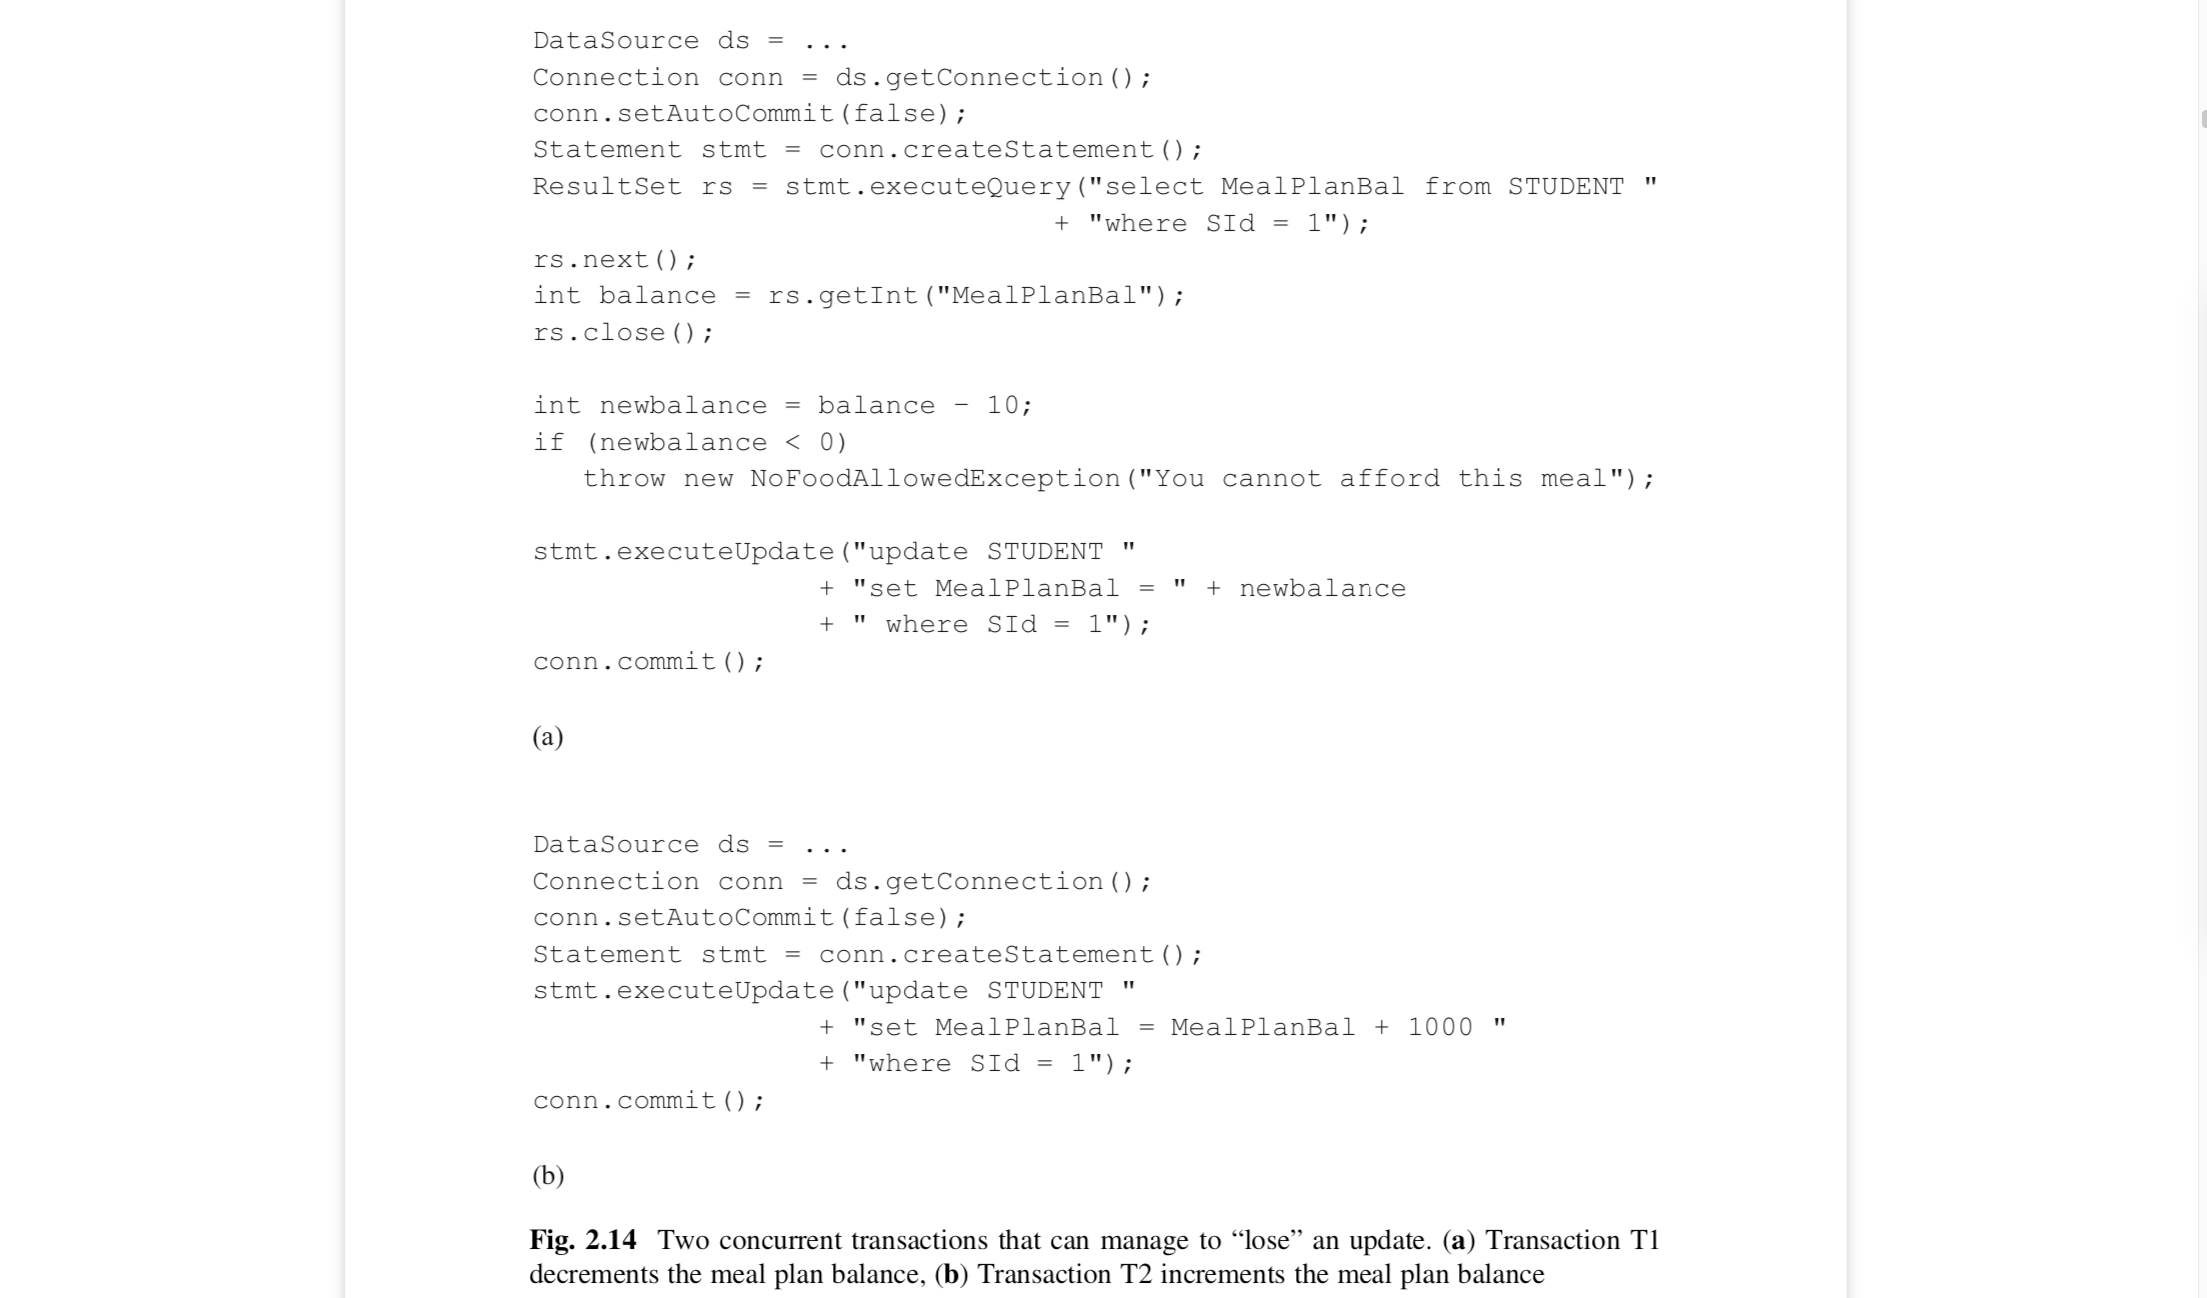 DataSource ds = ...
Connection conn = ds.getConnection();
conn.setAutoCommit(false);
Statement stmt = conn.createStatement();
ResultSet rs = stmt.executeQuery("select MealPlanBal from STUDENT "
+ "where SId = 1");
rs.next();
int balance = rs.getInt("MealPlanBal");
rs.close();
int newbalance = balance – 10;
if (newbalance < 0)
throw new NoFoodAllowedException("You cannot afford this meal");
stmt.executeUpdate("update STUDENT "
+ "set MealPlanBal = " + newbalance
+ " where SId = 1");
conn.commit();
(a)
DataSource ds = ...
Connection conn = ds.getConnection();
conn.setAutoCommit(false);
Statement stmt = conn.createStatement();
stmt.executeUpdate("update STUDENT "
+ "set MealPlanBal = MealPlanBal + 1000 "
+ "where SId = 1");
conn.commit();
(b)
Fig. 2.14 Two concurrent transactions that can manage to “lose” an update. (a) Transaction T1
decrements the meal plan balance, (b) Transaction T2 increments the meal plan balance